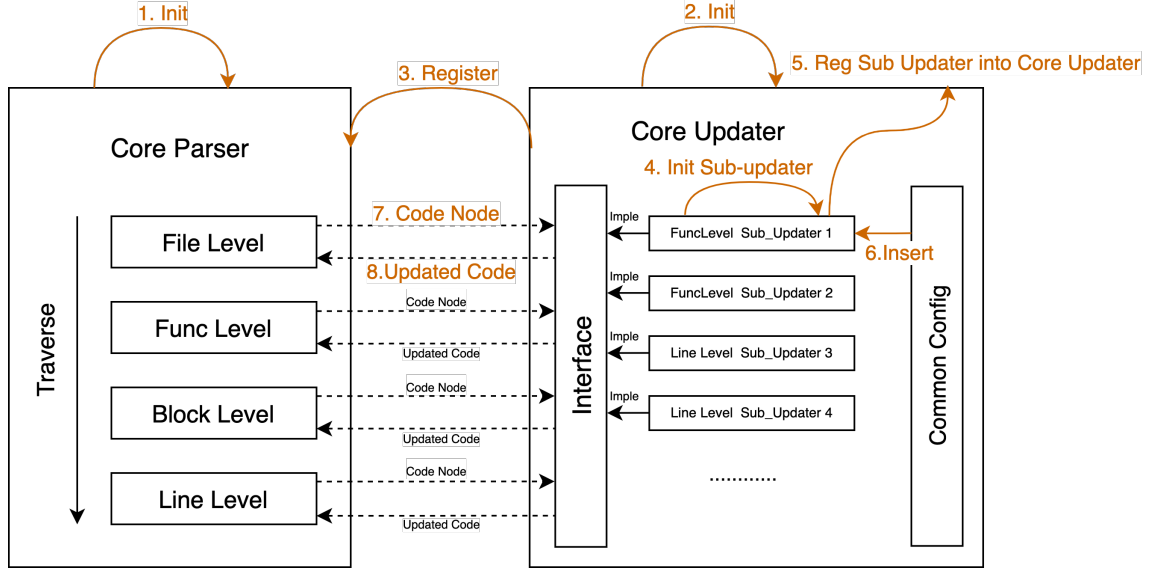 1. Init
2. Init
3. Register
5. Reg Sub Updater into Core Updater
Core Parser
Core Updater
4. Init Sub-updater
Traverse
File Level
Func Level
Block Level
Line Level
7. Code Node
8.Updated Code
Code Node
Updated Code
Code Node
Updated Code
Code Node
Updated Code
Interface
Imple
FuncLevel Sub_Updater 1
Imple
FuncLevel Sub_Updater 2
Imple
Line Level Sub_Updater 3
Imple
Line Level Sub_Updater 4
............
6.Insert
Common Config